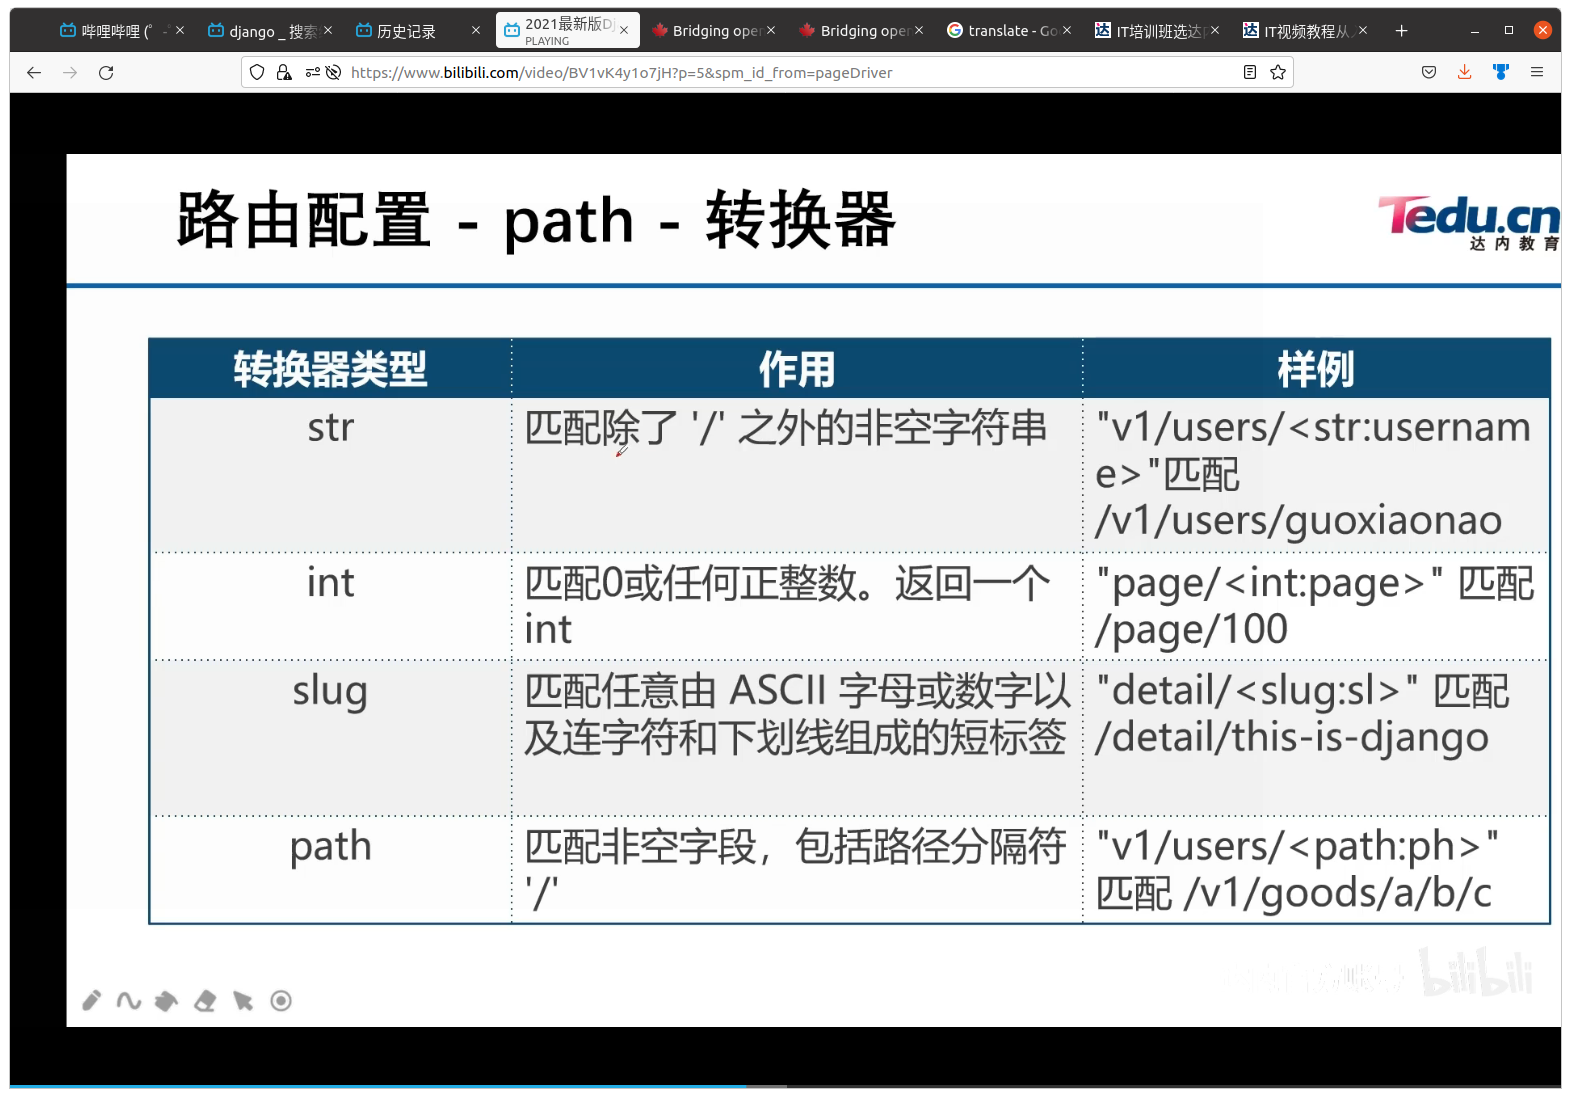 哔哩哔哩 (゜-゜
django _ 搜索
历史记录
2021最新版Dj
PLAYING
Bridging oper
Bridging oper
translate - Go
IT培训班选达内
IT视频教程从入
https://www.bilibili.com/video/BV1vK4y1o7jH?p=5&spm_id_from=pageDriver
路由配置 - path - 转换器
Tedu.cn
达内教育
转换器类型
作用
样例
str
匹配除了 '/' 之外的非空字符串
"v1/users/<str:usernam
e>"匹配
/v1/users/guoxiaonao
int
匹配0或任何正整数。返回一个
int
"page/<int:page>" 匹配
/page/100
slug
匹配任意由 ASCII 字母或数字以
及连字符和下划线组成的短标签
"detail/<slug:sl>" 匹配
/detail/this-is-django
path
匹配非空字段，包括路径分隔符
'/'
"v1/users/<path:ph>"
匹配 /v1/goods/a/b/c
bilibili